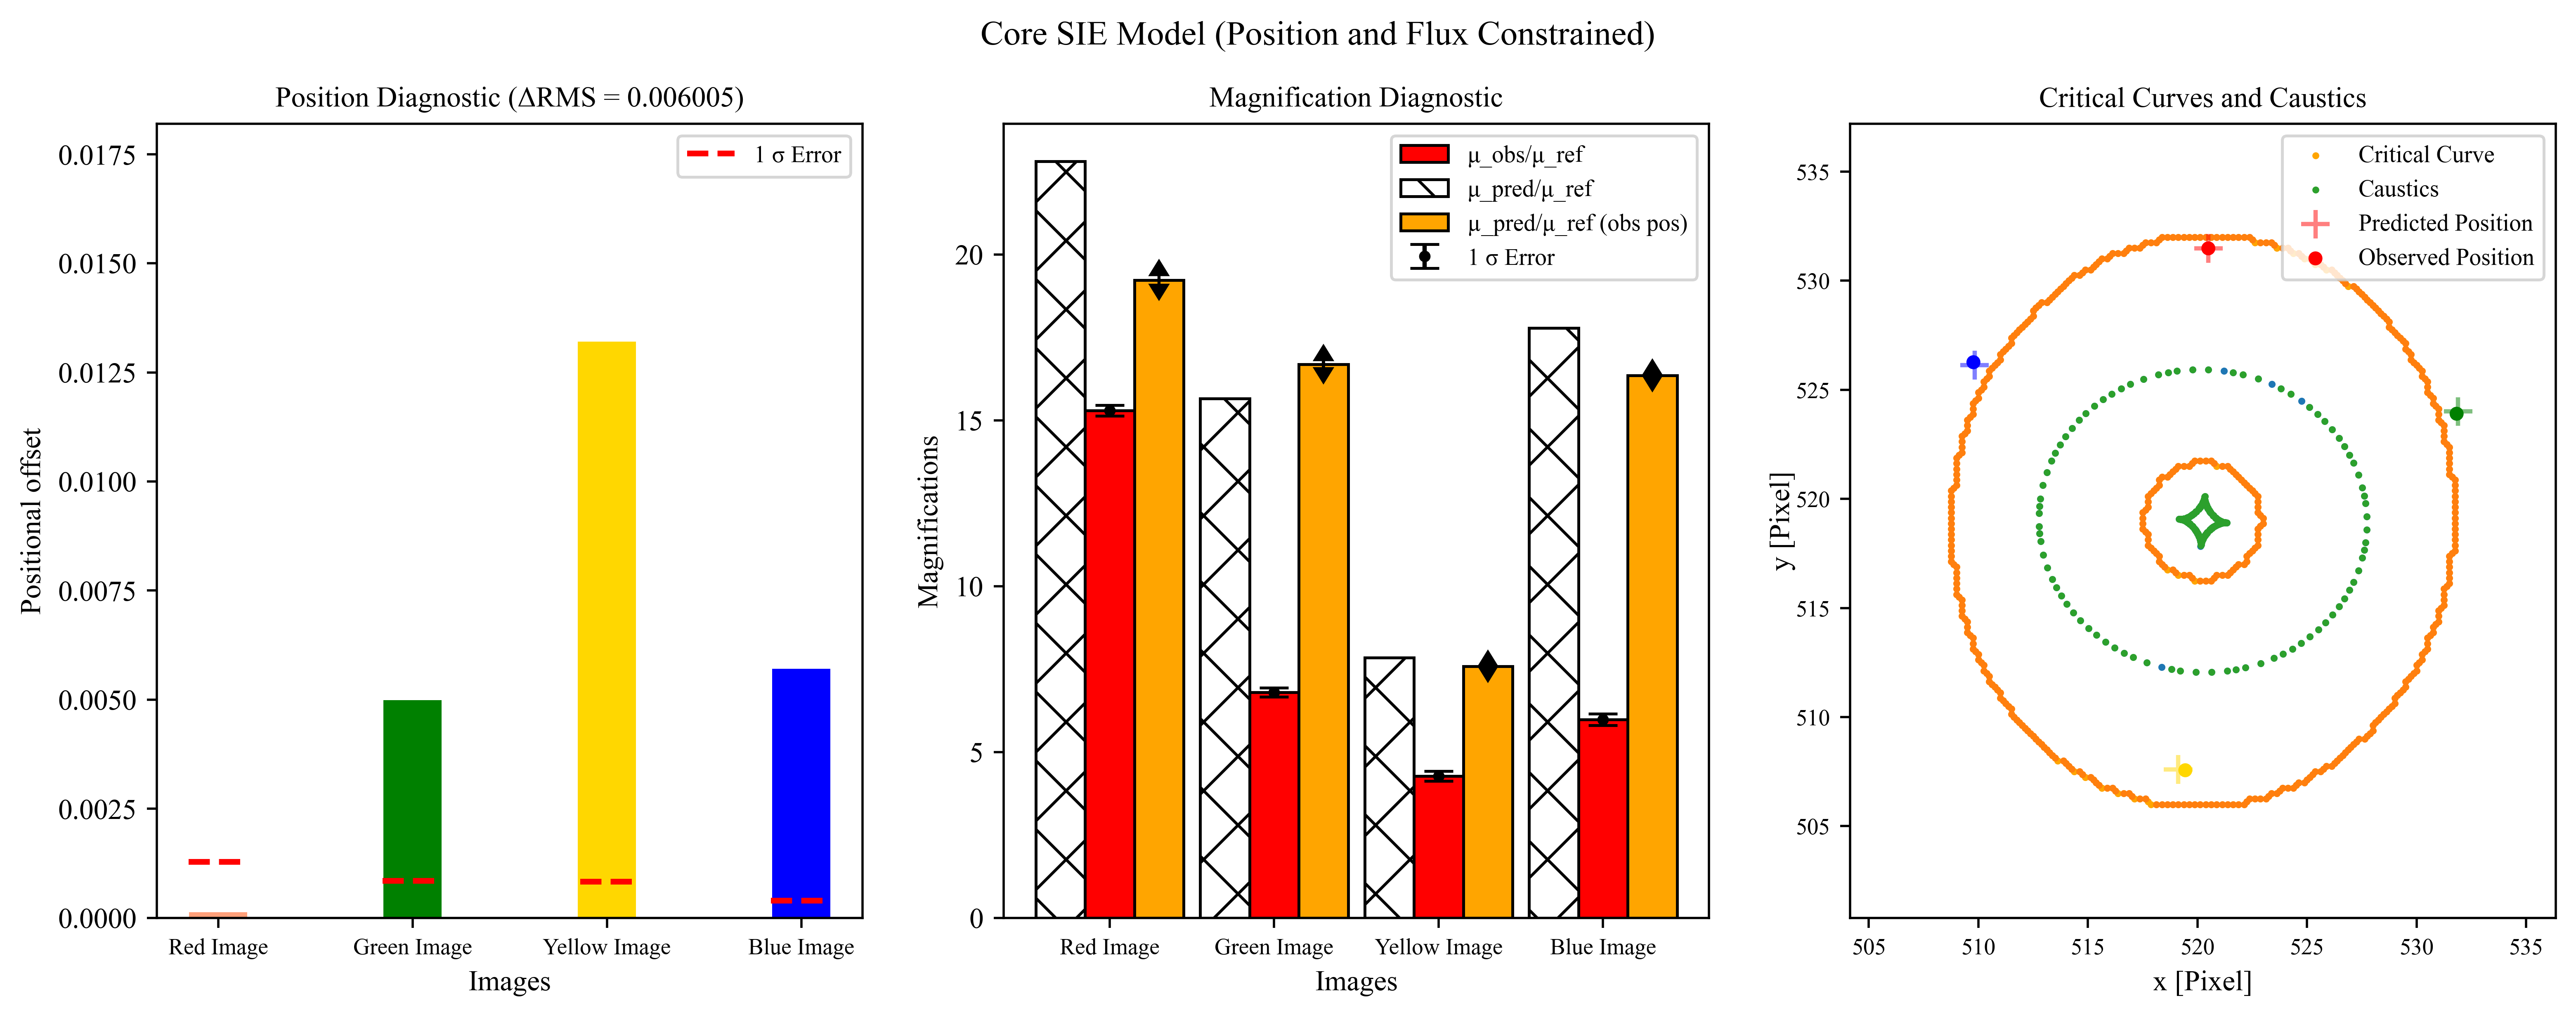 Core SIE Model (Position and Flux Constrained)
Position Diagnostic (ΔRMS = 0.006005)
1 σ Error
0.0175
0.0150
0.0125
0.0100
0.0075
0.0050
0.0025
0.0000
Positional offset
Red Image
Green Image
Yellow Image
Blue Image
Images
Magnification Diagnostic
μ_obs/μ_ref
μ_pred/μ_ref
μ_pred/μ_ref (obs pos)
1 σ Error
20
15
10
5
0
Magnifications
Red Image
Green Image
Yellow Image
Blue Image
Images
Critical Curves and Caustics
Critical Curve
Caustics
Predicted Position
Observed Position
535
530
525
520
515
510
505
y [Pixel]
505
510
515
520
525
530
535
x [Pixel]